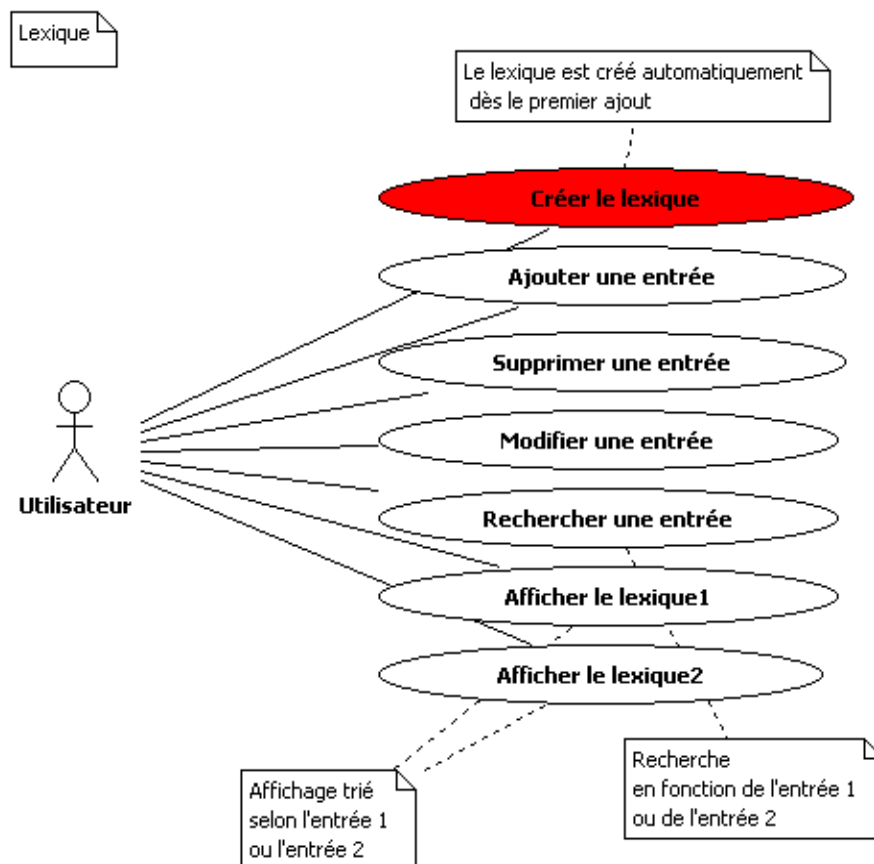 Lexique
Le lexique est créé automatiquement
dès le premier ajout
Créer le lexique
Ajouter une entrée
Supprimer une entrée
Modifier une entrée
Rechercher une entrée
Utilisateur
Afficher le lexique1
Afficher le lexique2
Affichage trié
selon l'entrée 1
ou l'entrée 2
Recherche
en fonction de l'entrée 1
ou de l'entrée 2